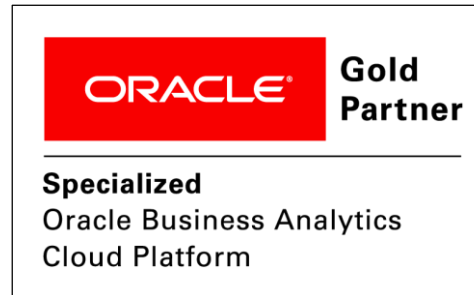 ORACLE®
Gold
Partner
Specialized
Oracle Business Analytics
Cloud Platform